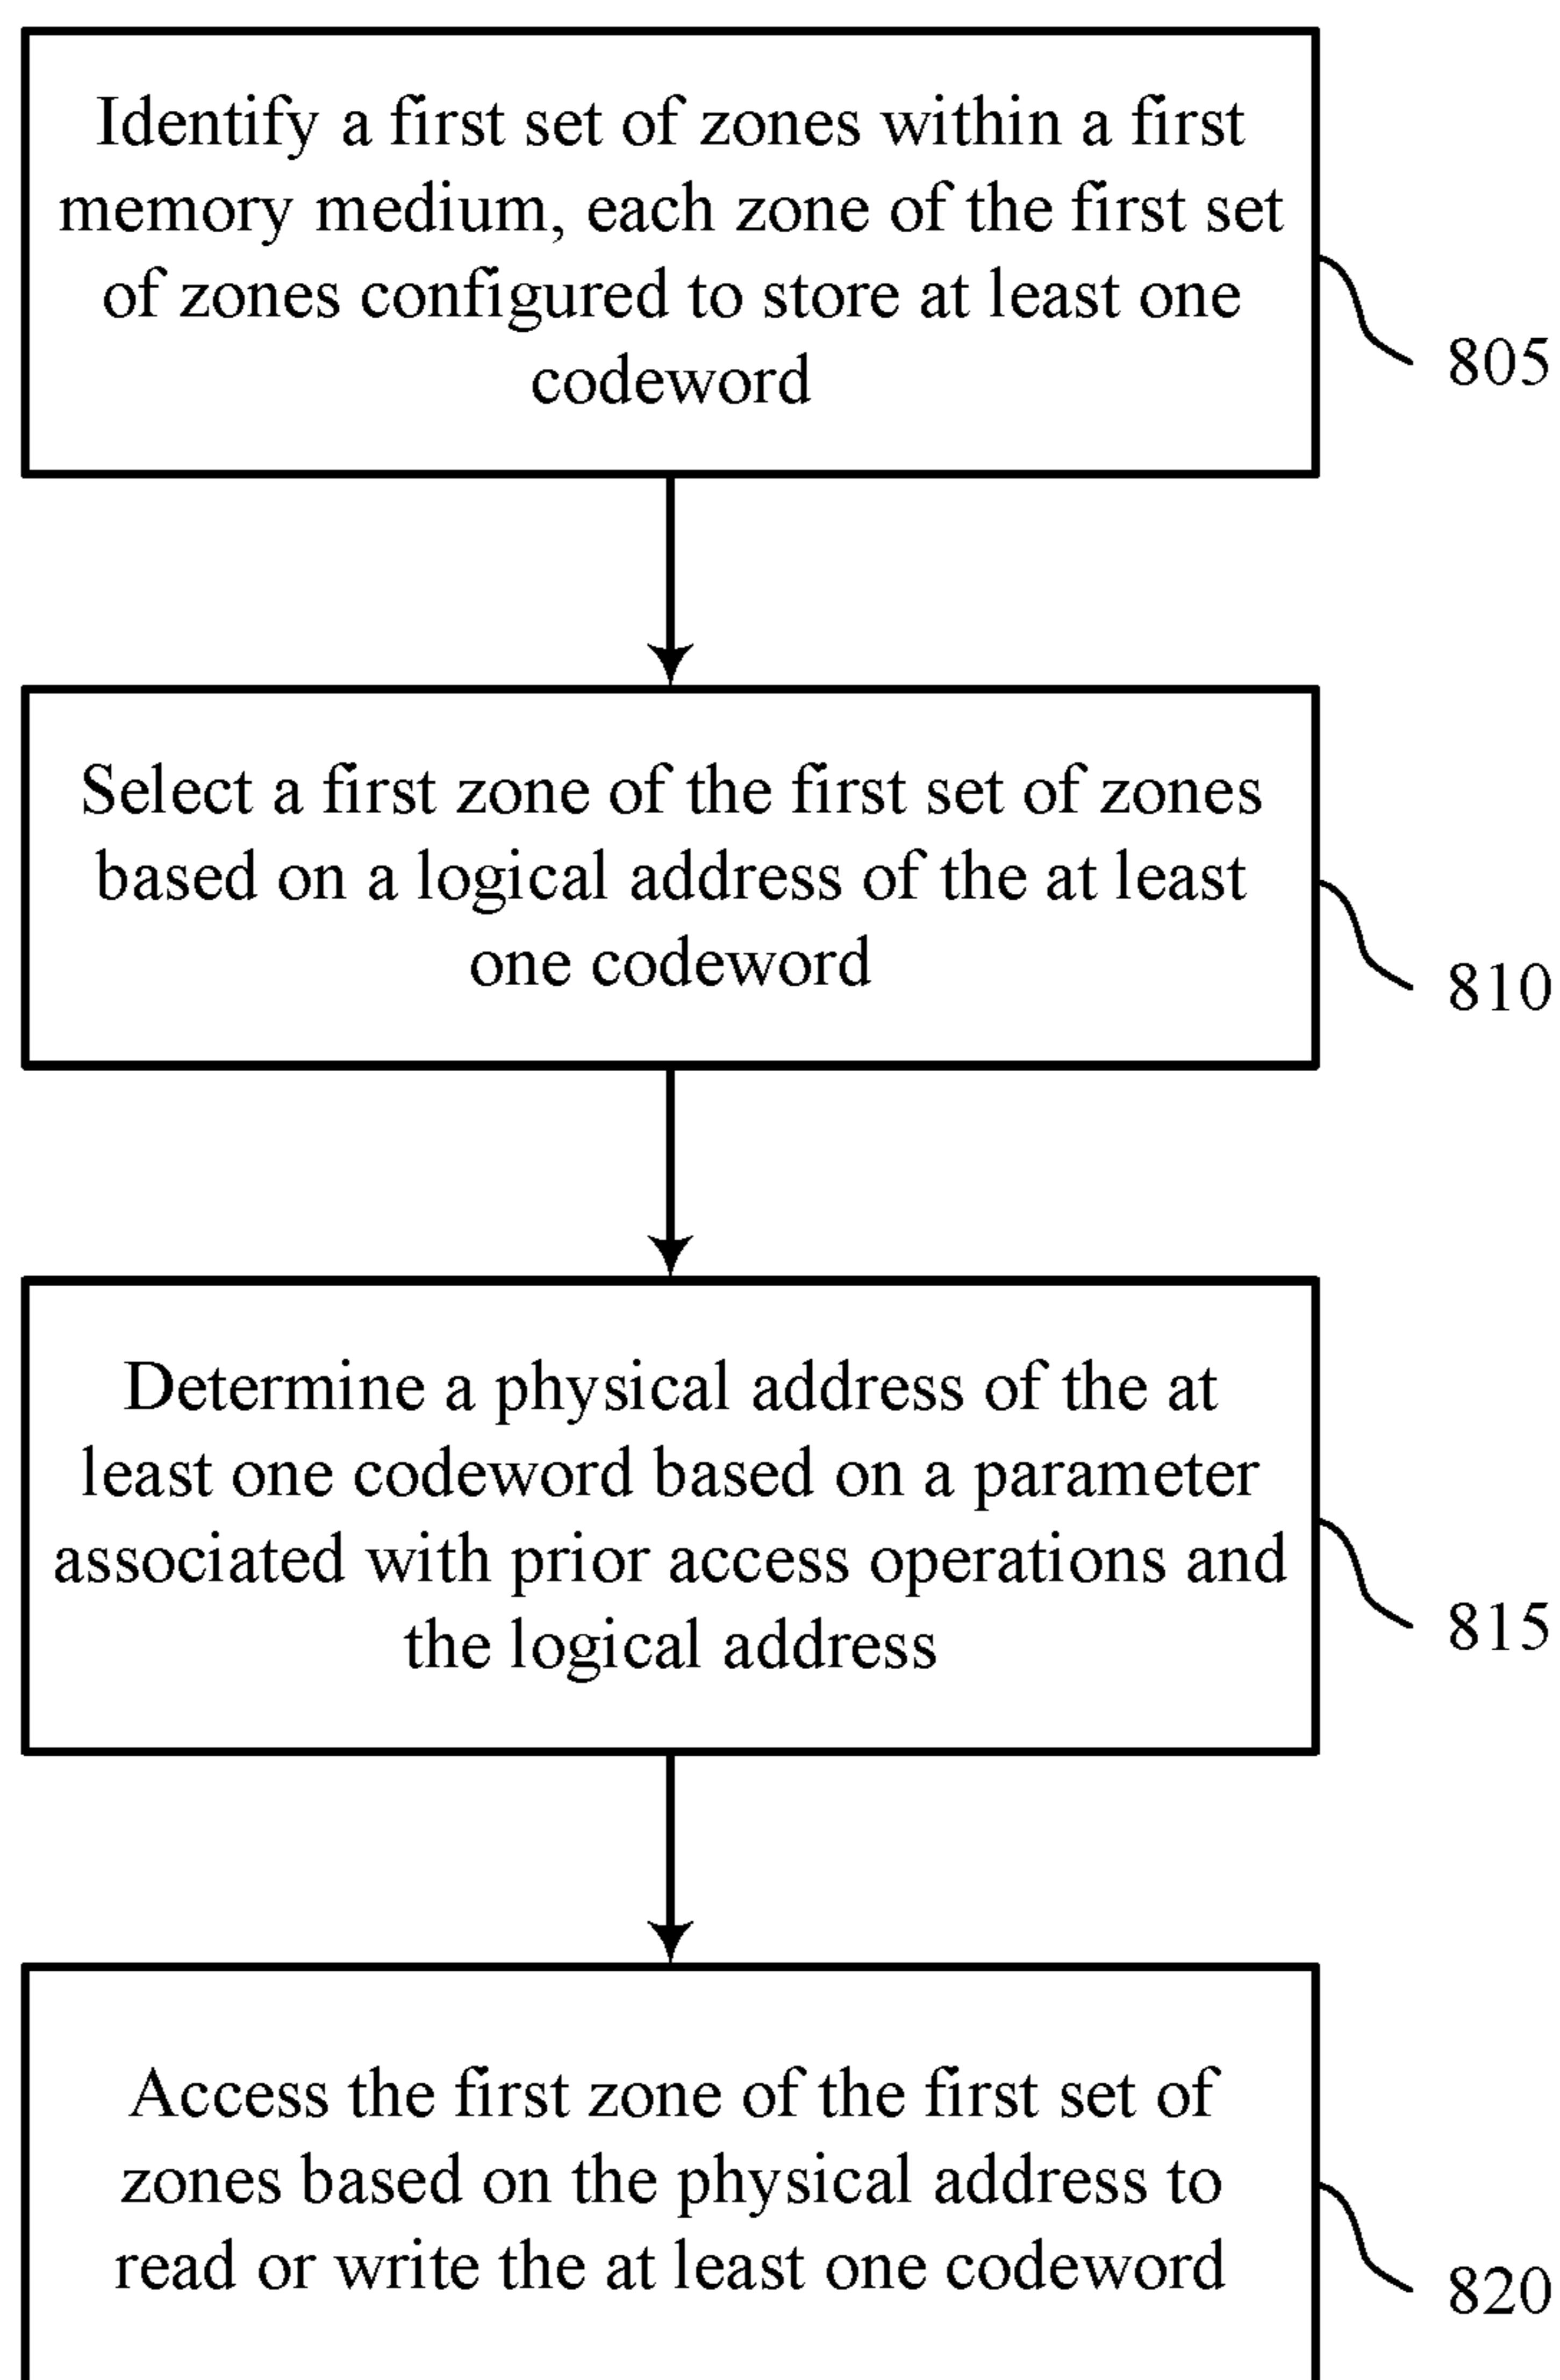 Identify a first set of zones within a first
memory medium, each zone of the first set
of zones configured to store at least one
codeword
805
Select a first zone of the first set of zones
based on a logical address of the at least
one codeword
810
Determine a physical address of the at
least one codeword based on a parameter
associated with prior access operations and
the logical address
815
Access the first zone of the first set of
zones based on the physical address to
read or write the at least one codeword
820